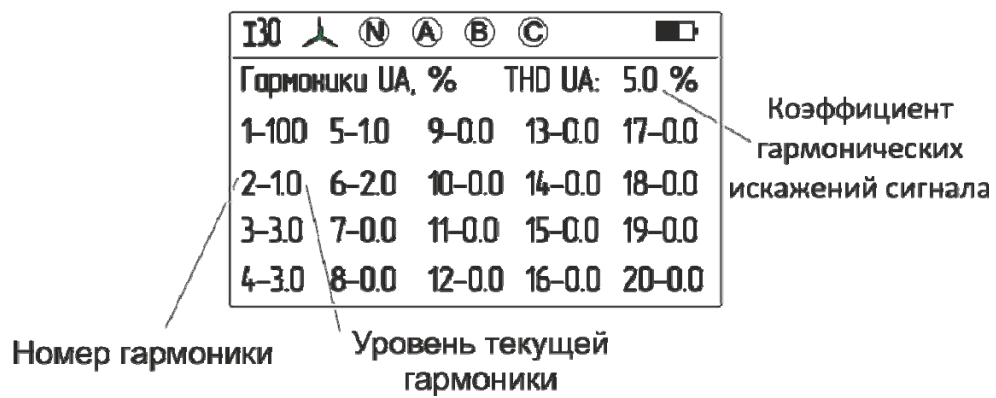 I30 N A B C
Гармоники UA, % THD UA: 5.0 %
1–100 5–1.0 9–0.0 13–0.0 17–0.0
2–1.0 6–2.0 10–0.0 14–0.0 18–0.0
3–3.0 7–0.0 11–0.0 15–0.0 19–0.0
4–3.0 8–0.0 12–0.0 16–0.0 20–0.0
Коэффициент
гармонических
искажений сигнала
Номер гармоники
Уровень текущей
гармоники